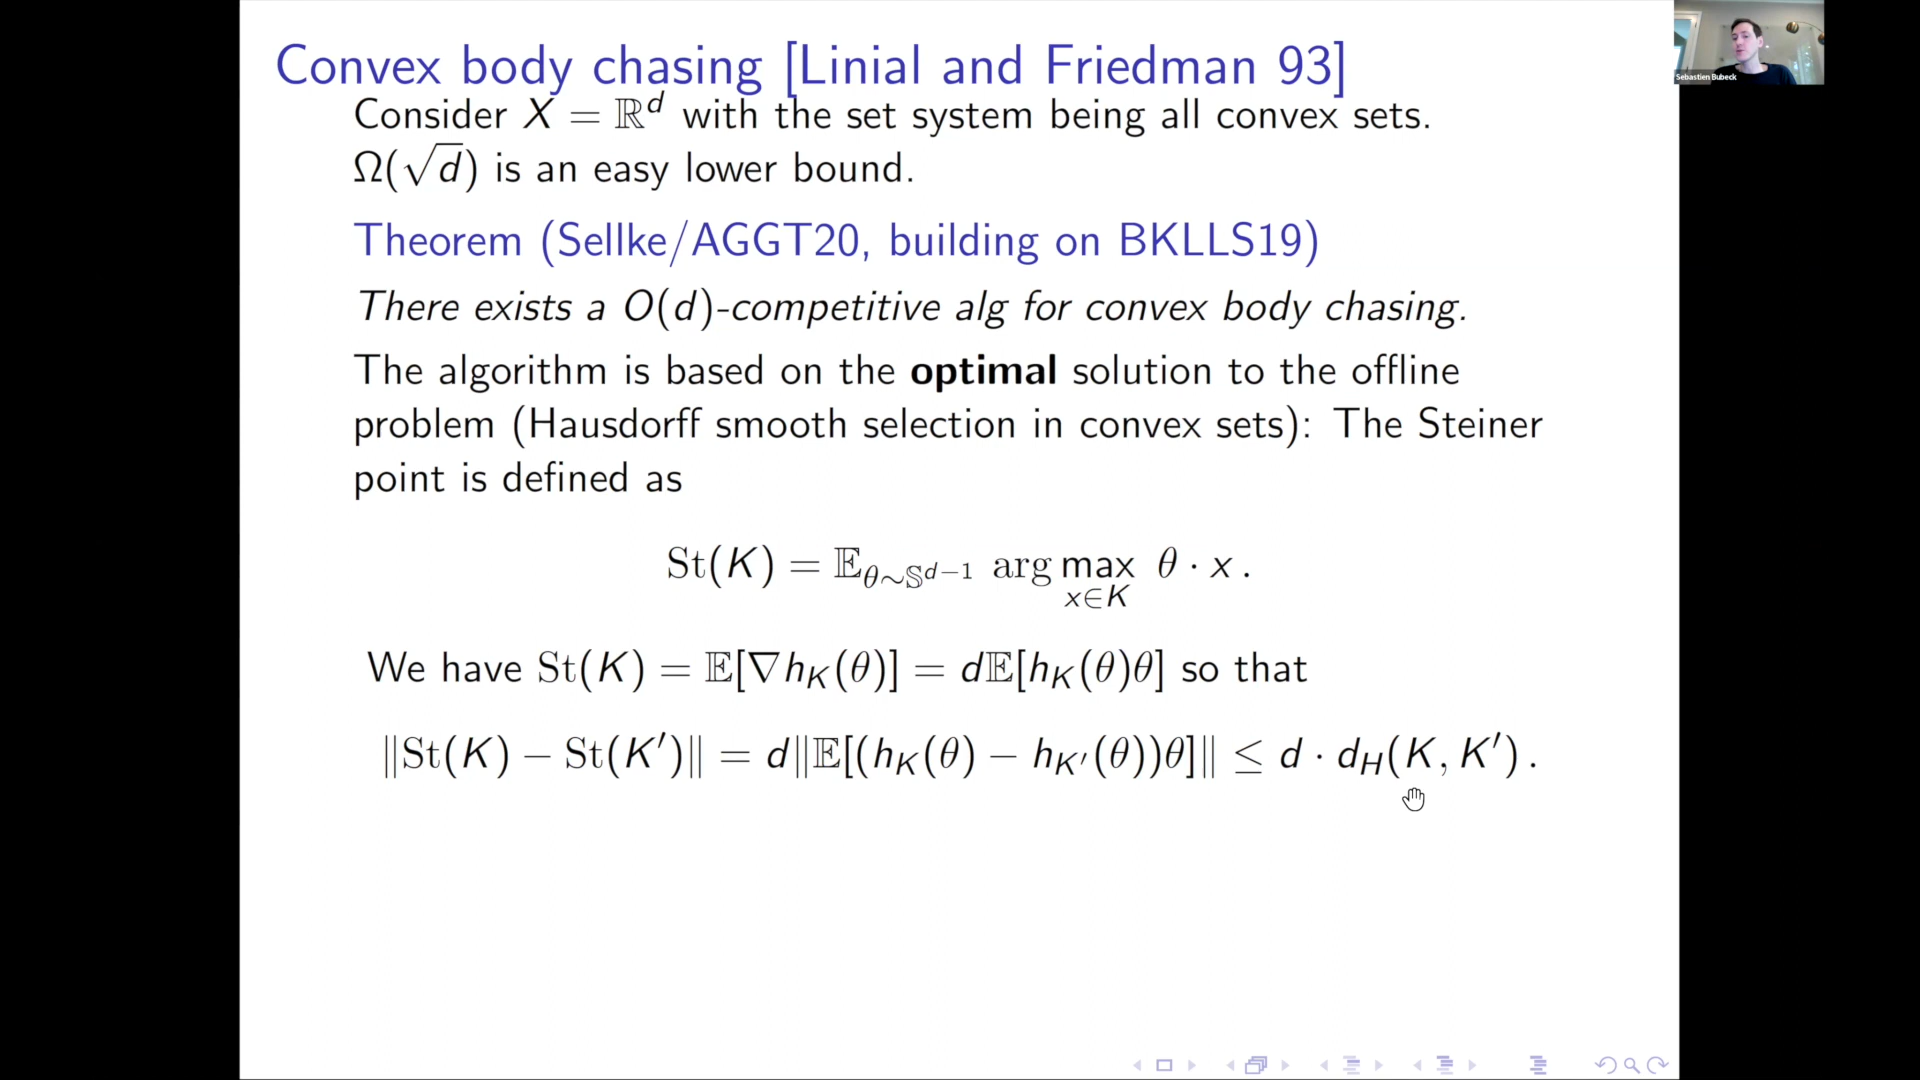 Convex body chasing [Linial and Friedman 93]
Sebastien Bubeck
Consider X = ℝ^d with the set system being all convex sets.
Ω(√d) is an easy lower bound.
Theorem (Sellke/AGGT20, building on BKLLS19)
There exists a O(d)-competitive alg for convex body chasing.
The algorithm is based on the optimal solution to the offline
problem (Hausdorff smooth selection in convex sets): The Steiner
point is defined as
St(K) = 𝔼_{θ∼𝕊^{d−1}} arg max_{x∈K} θ · x .
We have St(K) = 𝔼[∇h_K(θ)] = d𝔼[h_K(θ)θ] so that
‖St(K) − St(K′)‖ = d‖𝔼[(h_K(θ) − h_{K′}(θ))θ]‖ ≤ d · d_H(K, K′) .